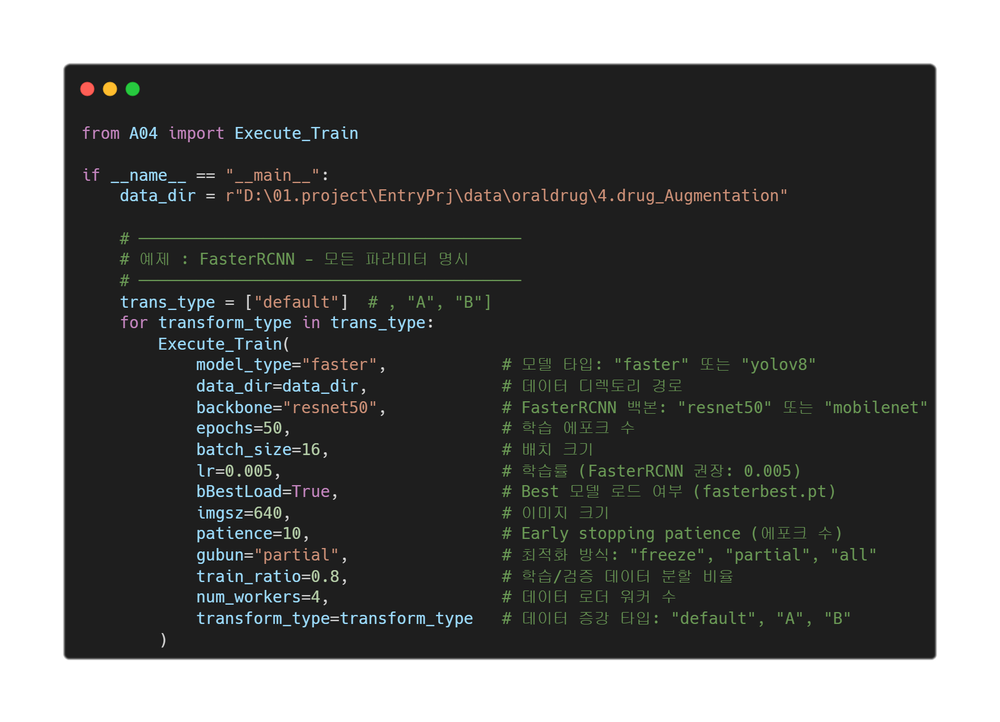 from A04 import Execute_Train

if __name__ == "__main__":
    data_dir = r"D:\01.project\EntryPrj\data\oraldrug\4.drug_Augmentation"

    # ────────────────────────────────────────
    # 예제 : FasterRCNN - 모든 파라미터 명시
    # ────────────────────────────────────────
    trans_type = ["default"]  # , "A", "B"]
    for transform_type in trans_type:
        Execute_Train(
            model_type="faster",            # 모델 타입: "faster" 또는 "yolov8"
            data_dir=data_dir,              # 데이터 디렉토리 경로
            backbone="resnet50",            # FasterRCNN 백본: "resnet50" 또는 "mobilenet"
            epochs=50,                      # 학습 에포크 수
            batch_size=16,                  # 배치 크기
            lr=0.005,                       # 학습률 (FasterRCNN 권장: 0.005)
            bBestLoad=True,                 # Best 모델 로드 여부 (fasterbest.pt)
            imgsz=640,                      # 이미지 크기
            patience=10,                    # Early stopping patience (에포크 수)
            gubun="partial",                # 최적화 방식: "freeze", "partial", "all"
            train_ratio=0.8,                # 학습/검증 데이터 분할 비율
            num_workers=4,                  # 데이터 로더 워커 수
            transform_type=transform_type   # 데이터 증강 타입: "default", "A", "B"
        )